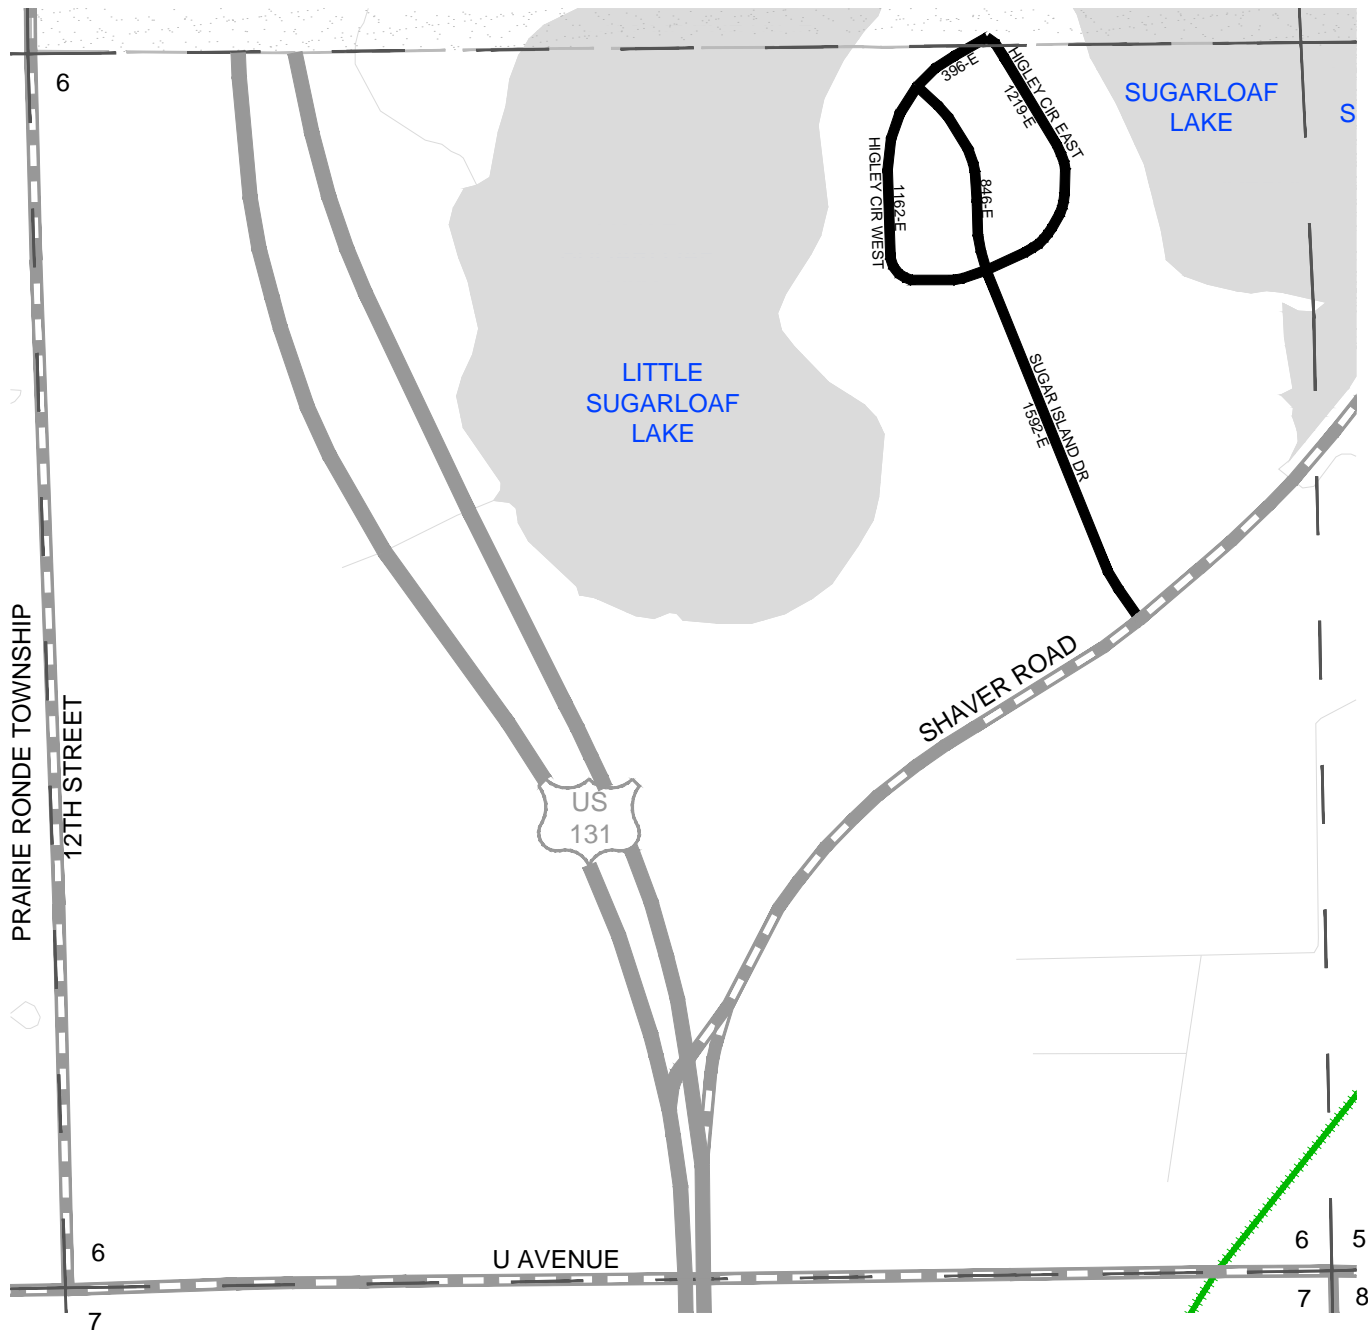 6
396-E
HIGLEY CIR EAST
1219-E
SUGARLOAF
LAKE
S
HIGLEY CIR WEST
1162-E
846-E
LITTLE
SUGARLOAF
LAKE
SUGAR ISLAND DR
1592-E
PRAIRIE RONDE TOWNSHIP
12TH STREET
SHAVER ROAD
US
131
6
U AVENUE
6
5
7
7
8